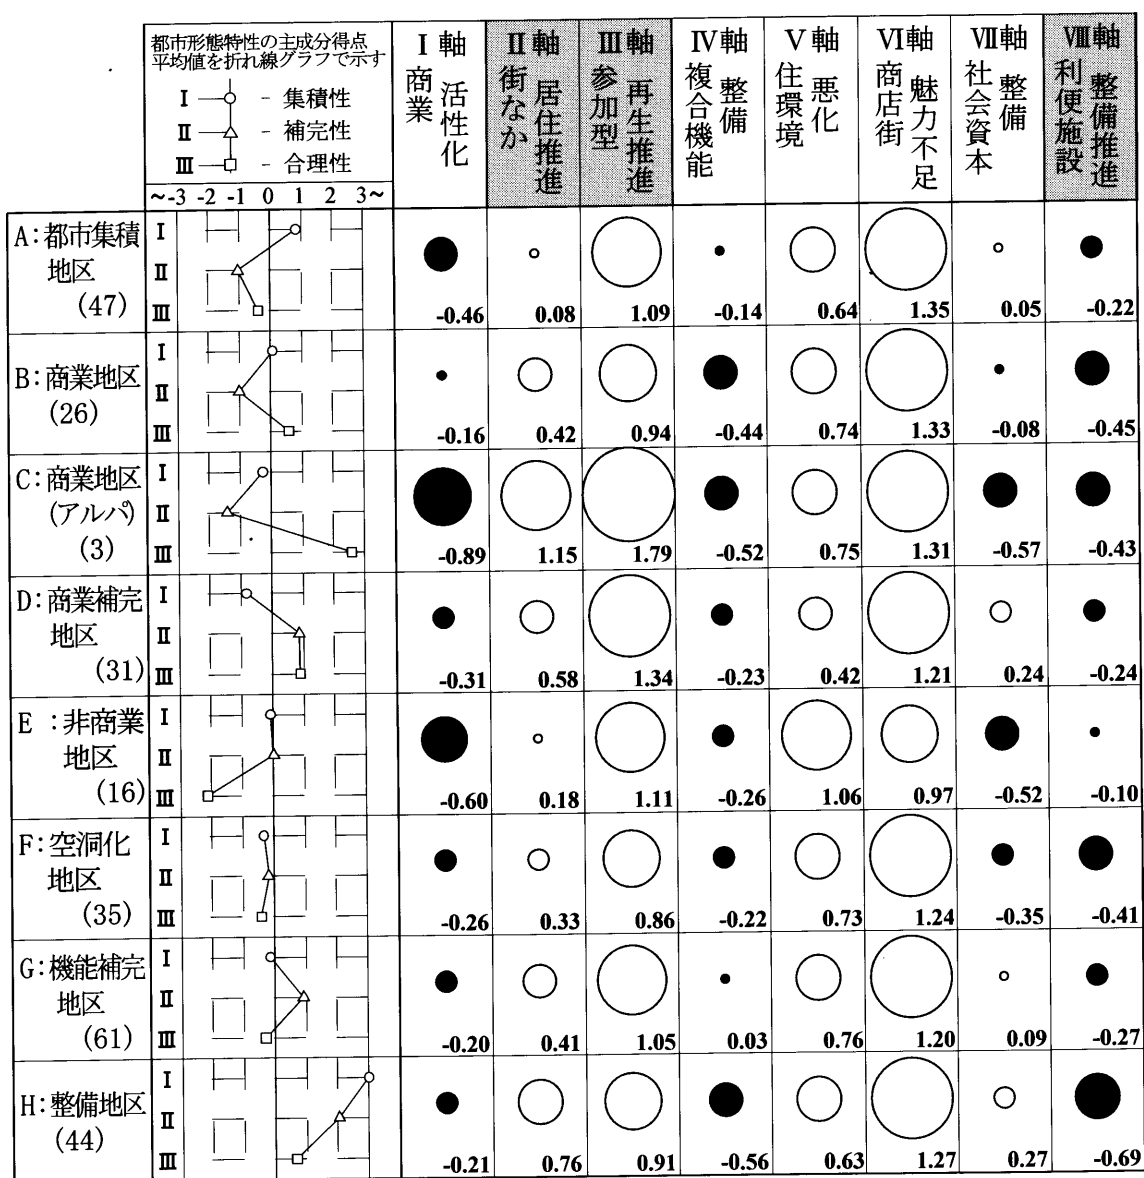 都市形態特性の主成分得点
平均値を折れ線グラフで示す
I - 集積性
II - 補完性
III - 合理性
~-3 -2 -1 0 1 2 3~
I軸 商業活性化
II軸 街なか居住推進
III軸 参加型再生推進
IV軸 複合機能整備
V軸 住環境悪化
VI軸 商店街魅力不足
VII軸 社会資本整備
VIII軸 利便施設整備推進
A:都市集積
地区
(47)
I
II
III
-0.46 0.08 1.09 -0.14 0.64 1.35 0.05 -0.22
B:商業地区
(26)
I
II
III
-0.16 0.42 0.94 -0.44 0.74 1.33 -0.08 -0.45
C:商業地区
(アルパ)
(3)
I
II
III
-0.89 1.15 1.79 -0.52 0.75 1.31 -0.57 -0.43
D:商業補完
地区
(31)
I
II
III
-0.31 0.58 1.34 -0.23 0.42 1.21 0.24 -0.24
E :非商業
地区
(16)
I
II
III
-0.60 0.18 1.11 -0.26 1.06 0.97 -0.52 -0.10
F:空洞化
地区
(35)
I
II
III
-0.26 0.33 0.86 -0.22 0.73 1.24 -0.35 -0.41
G:機能補完
地区
(61)
I
II
III
-0.20 0.41 1.05 0.03 0.76 1.20 0.09 -0.27
H:整備地区
(44)
I
II
III
-0.21 0.76 0.91 -0.56 0.63 1.27 0.27 -0.69